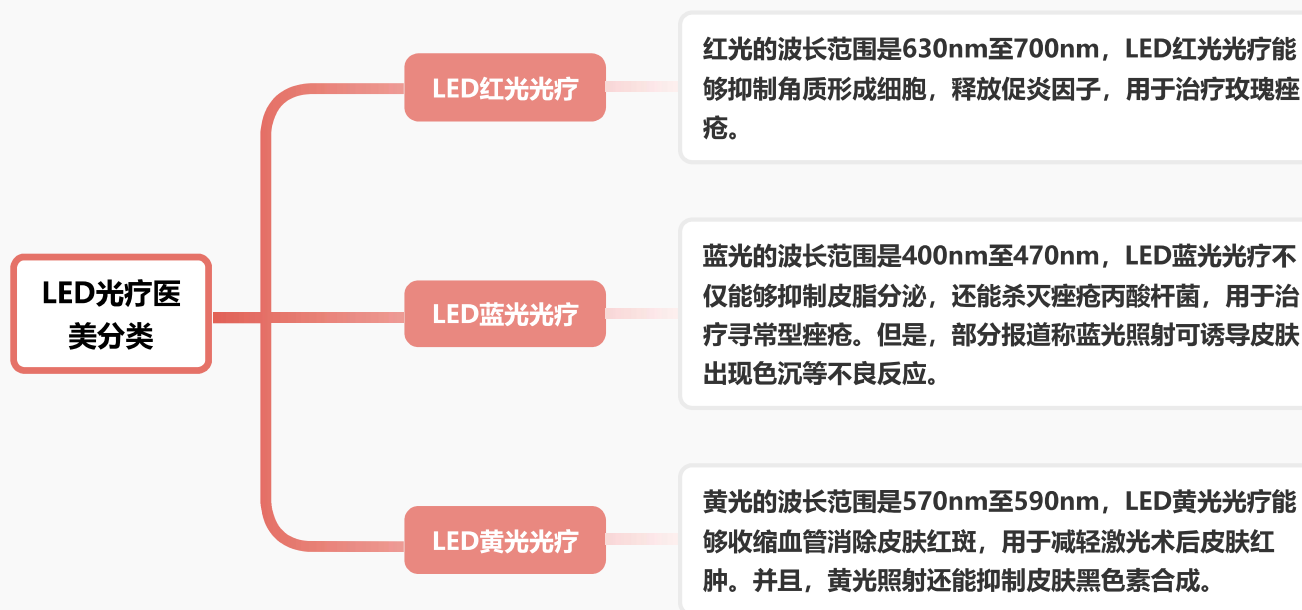 LED光疗医
美分类
LED红光光疗
红光的波长范围是630nm至700nm，LED红光光疗能
够抑制角质形成细胞，释放促炎因子，用于治疗玫瑰痤
疮。
LED蓝光光疗
蓝光的波长范围是400nm至470nm，LED蓝光光疗不
仅能够抑制皮脂分泌，还能杀灭痤疮丙酸杆菌，用于治
疗寻常型痤疮。但是，部分报道称蓝光照射可诱导皮肤
出现色沉等不良反应。
LED黄光光疗
黄光的波长范围是570nm至590nm，LED黄光光疗能
够收缩血管消除皮肤红斑，用于减轻激光术后皮肤红
肿。并且，黄光照射还能抑制皮肤黑色素合成。